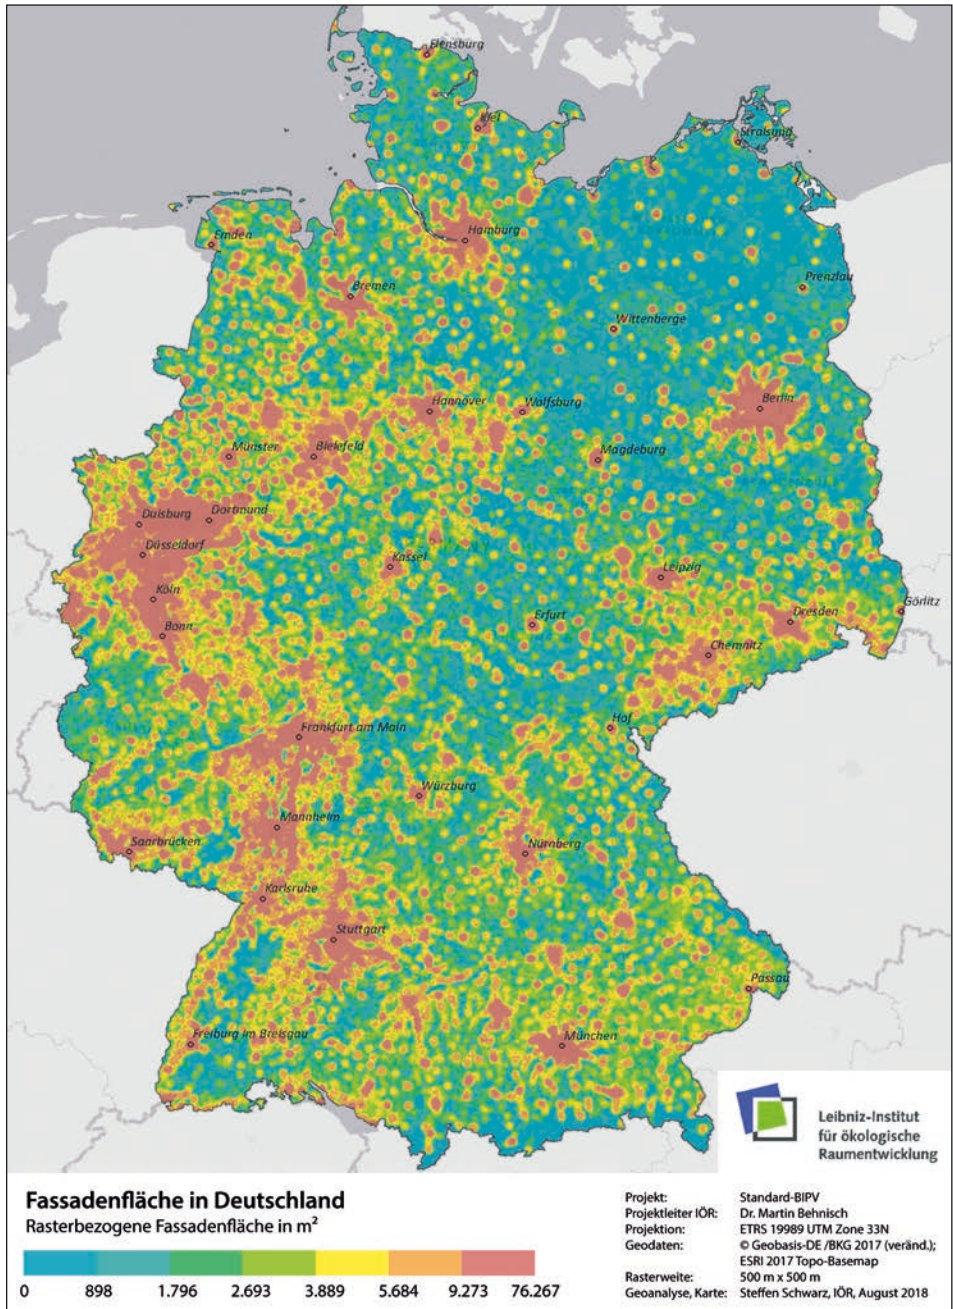 Flensburg
Kiel
Stralsund
Hamburg
Emden
Bremen
Prenzlau
Wittenberge
Berlin
Hannover
Wolfsburg
Münster
Bielefeld
Magdeburg
Duisburg
Dortmund
Düsseldorf
Kassel
Leipzig
Köln
Görlitz
Erfurt
Dresden
Bonn
Chemnitz
Hof
Frankfurt am Main
Würzburg
Mannheim
Saarbrücken
Nürnberg
Karlsruhe
Stuttgart
Passau
Freiburg im Breisgau
München
Leibniz-Institut
für ökologische
Raumentwicklung
Fassadenfläche in Deutschland
Rasterbezogene Fassadenfläche in m²
0 898 1.796 2.693 3.889 5.684 9.273 76.267
Projekt: Standard-BIPV
Projektleiter IÖR: Dr. Martin Behnisch
Projektion: ETRS 19989 UTM Zone 33N
Geodaten: © Geobasis-DE /BKG 2017 (veränd.);
ESRI 2017 Topo-Basemap
Rasterweite: 500 m x 500 m
Geoanalyse, Karte: Steffen Schwarz, IÖR, August 2018